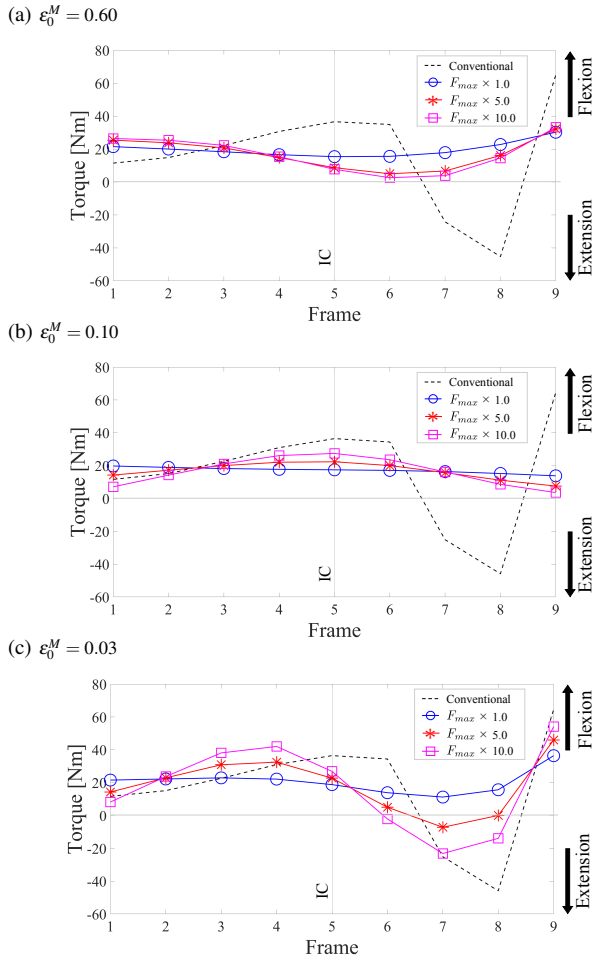 (a) ε₀ᴹ = 0.60
80
60
40
20
0
-20
-40
-60
Torque [Nm]
Conventional
Fmax × 1.0
Fmax × 5.0
Fmax × 10.0
IC
Flexion
Extension
1 2 3 4 5 6 7 8 9
Frame
(b) ε₀ᴹ = 0.10
80
60
40
20
0
-20
-40
-60
Torque [Nm]
Conventional
Fmax × 1.0
Fmax × 5.0
Fmax × 10.0
IC
Flexion
Extension
1 2 3 4 5 6 7 8 9
Frame
(c) ε₀ᴹ = 0.03
80
60
40
20
0
-20
-40
-60
Torque [Nm]
Conventional
Fmax × 1.0
Fmax × 5.0
Fmax × 10.0
IC
Flexion
Extension
1 2 3 4 5 6 7 8 9
Frame